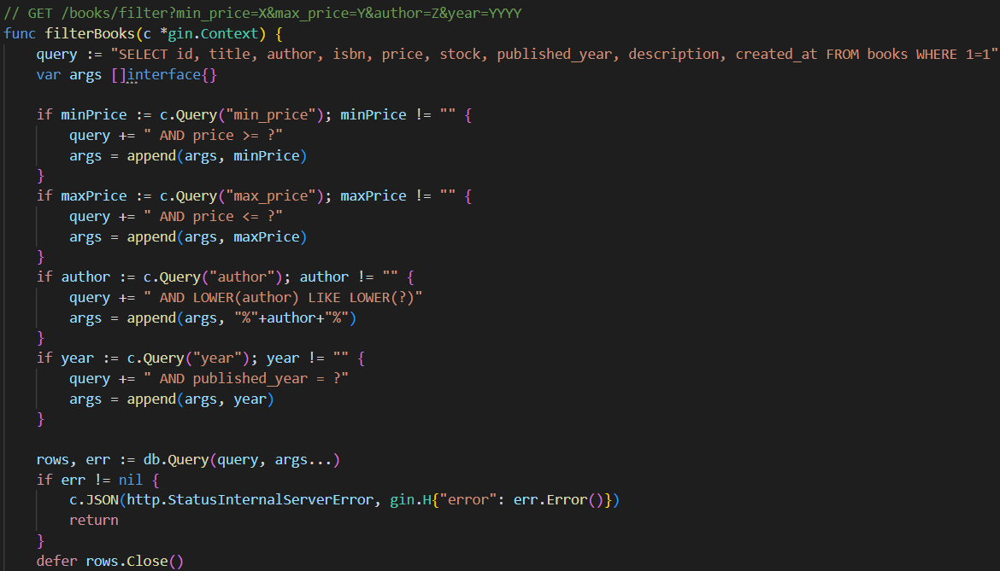 // GET /books/filter?min_price=X&max_price=Y&author=Z&year=YYYY
func filterBooks(c *gin.Context) {
    query := "SELECT id, title, author, isbn, price, stock, published_year, description, created_at FROM books WHERE 1=1"
    var args []interface{}

    if minPrice := c.Query("min_price"); minPrice != "" {
        query += " AND price >= ?"
        args = append(args, minPrice)
    }
    if maxPrice := c.Query("max_price"); maxPrice != "" {
        query += " AND price <= ?"
        args = append(args, maxPrice)
    }
    if author := c.Query("author"); author != "" {
        query += " AND LOWER(author) LIKE LOWER(?)"
        args = append(args, "%"+author+"%")
    }
    if year := c.Query("year"); year != "" {
        query += " AND published_year = ?"
        args = append(args, year)
    }

    rows, err := db.Query(query, args...)
    if err != nil {
        c.JSON(http.StatusInternalServerError, gin.H{"error": err.Error()})
        return
    }
    defer rows.Close()